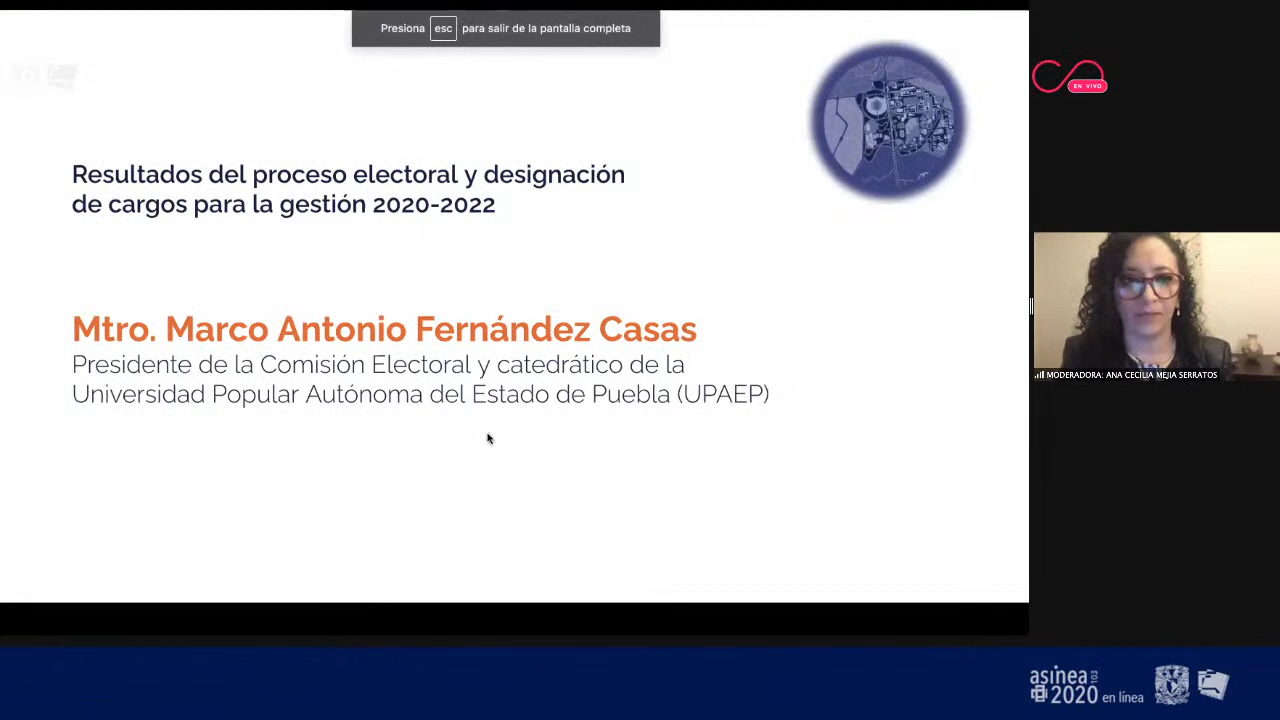 Presiona esc para salir de la pantalla completa
EN VIVO
Resultados del proceso electoral y designación
de cargos para la gestión 2020-2022
Mtro. Marco Antonio Fernández Casas
Presidente de la Comisión Electoral y catedrático de la
Universidad Popular Autónoma del Estado de Puebla (UPAEP)
MODERADORA: ANA CECILIA MEJIA SERRATOS
asinea 103
2020 en línea